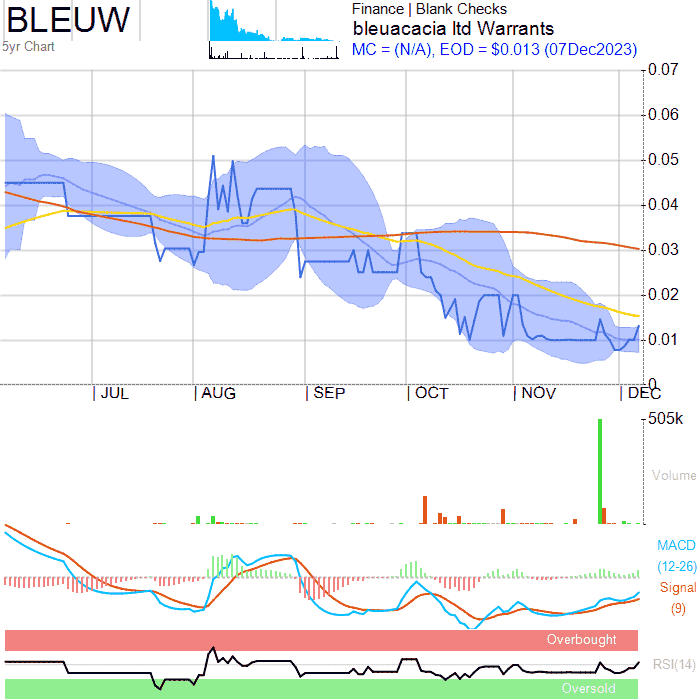 BLEUW
5yr Chart
Finance | Blank Checks
bleuacacia ltd Warrants
MC = (N/A), EOD = $0.013 (07Dec2023)
0.07
0.06
0.05
0.04
0.03
0.02
0.01
0
JUL AUG SEP OCT NOV DEC
505k
Volume
MACD
(12-26)
Signal
(9)
Overbought
RSI(14)
Oversold